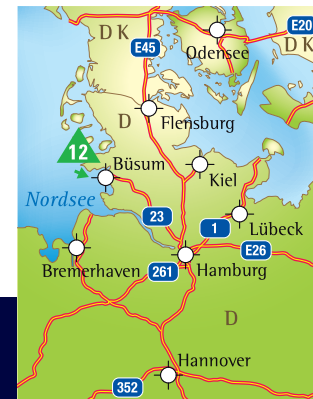 E20
DK
Odensee
DK
E45
D
Flensburg
12
Büsum
Kiel
Nordsee
23
1
Lübeck
E26
Bremerhaven
261
Hamburg
D
Hannover
352